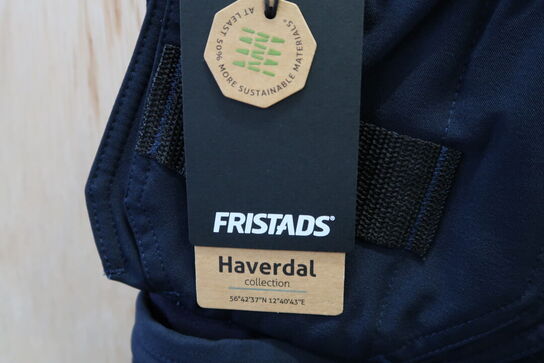 AT LEAST 50% MORE SUSTAINABLE MATERIALS*
FRISTADS®
Haverdal
collection
56°42'37"N 12°40'43"E